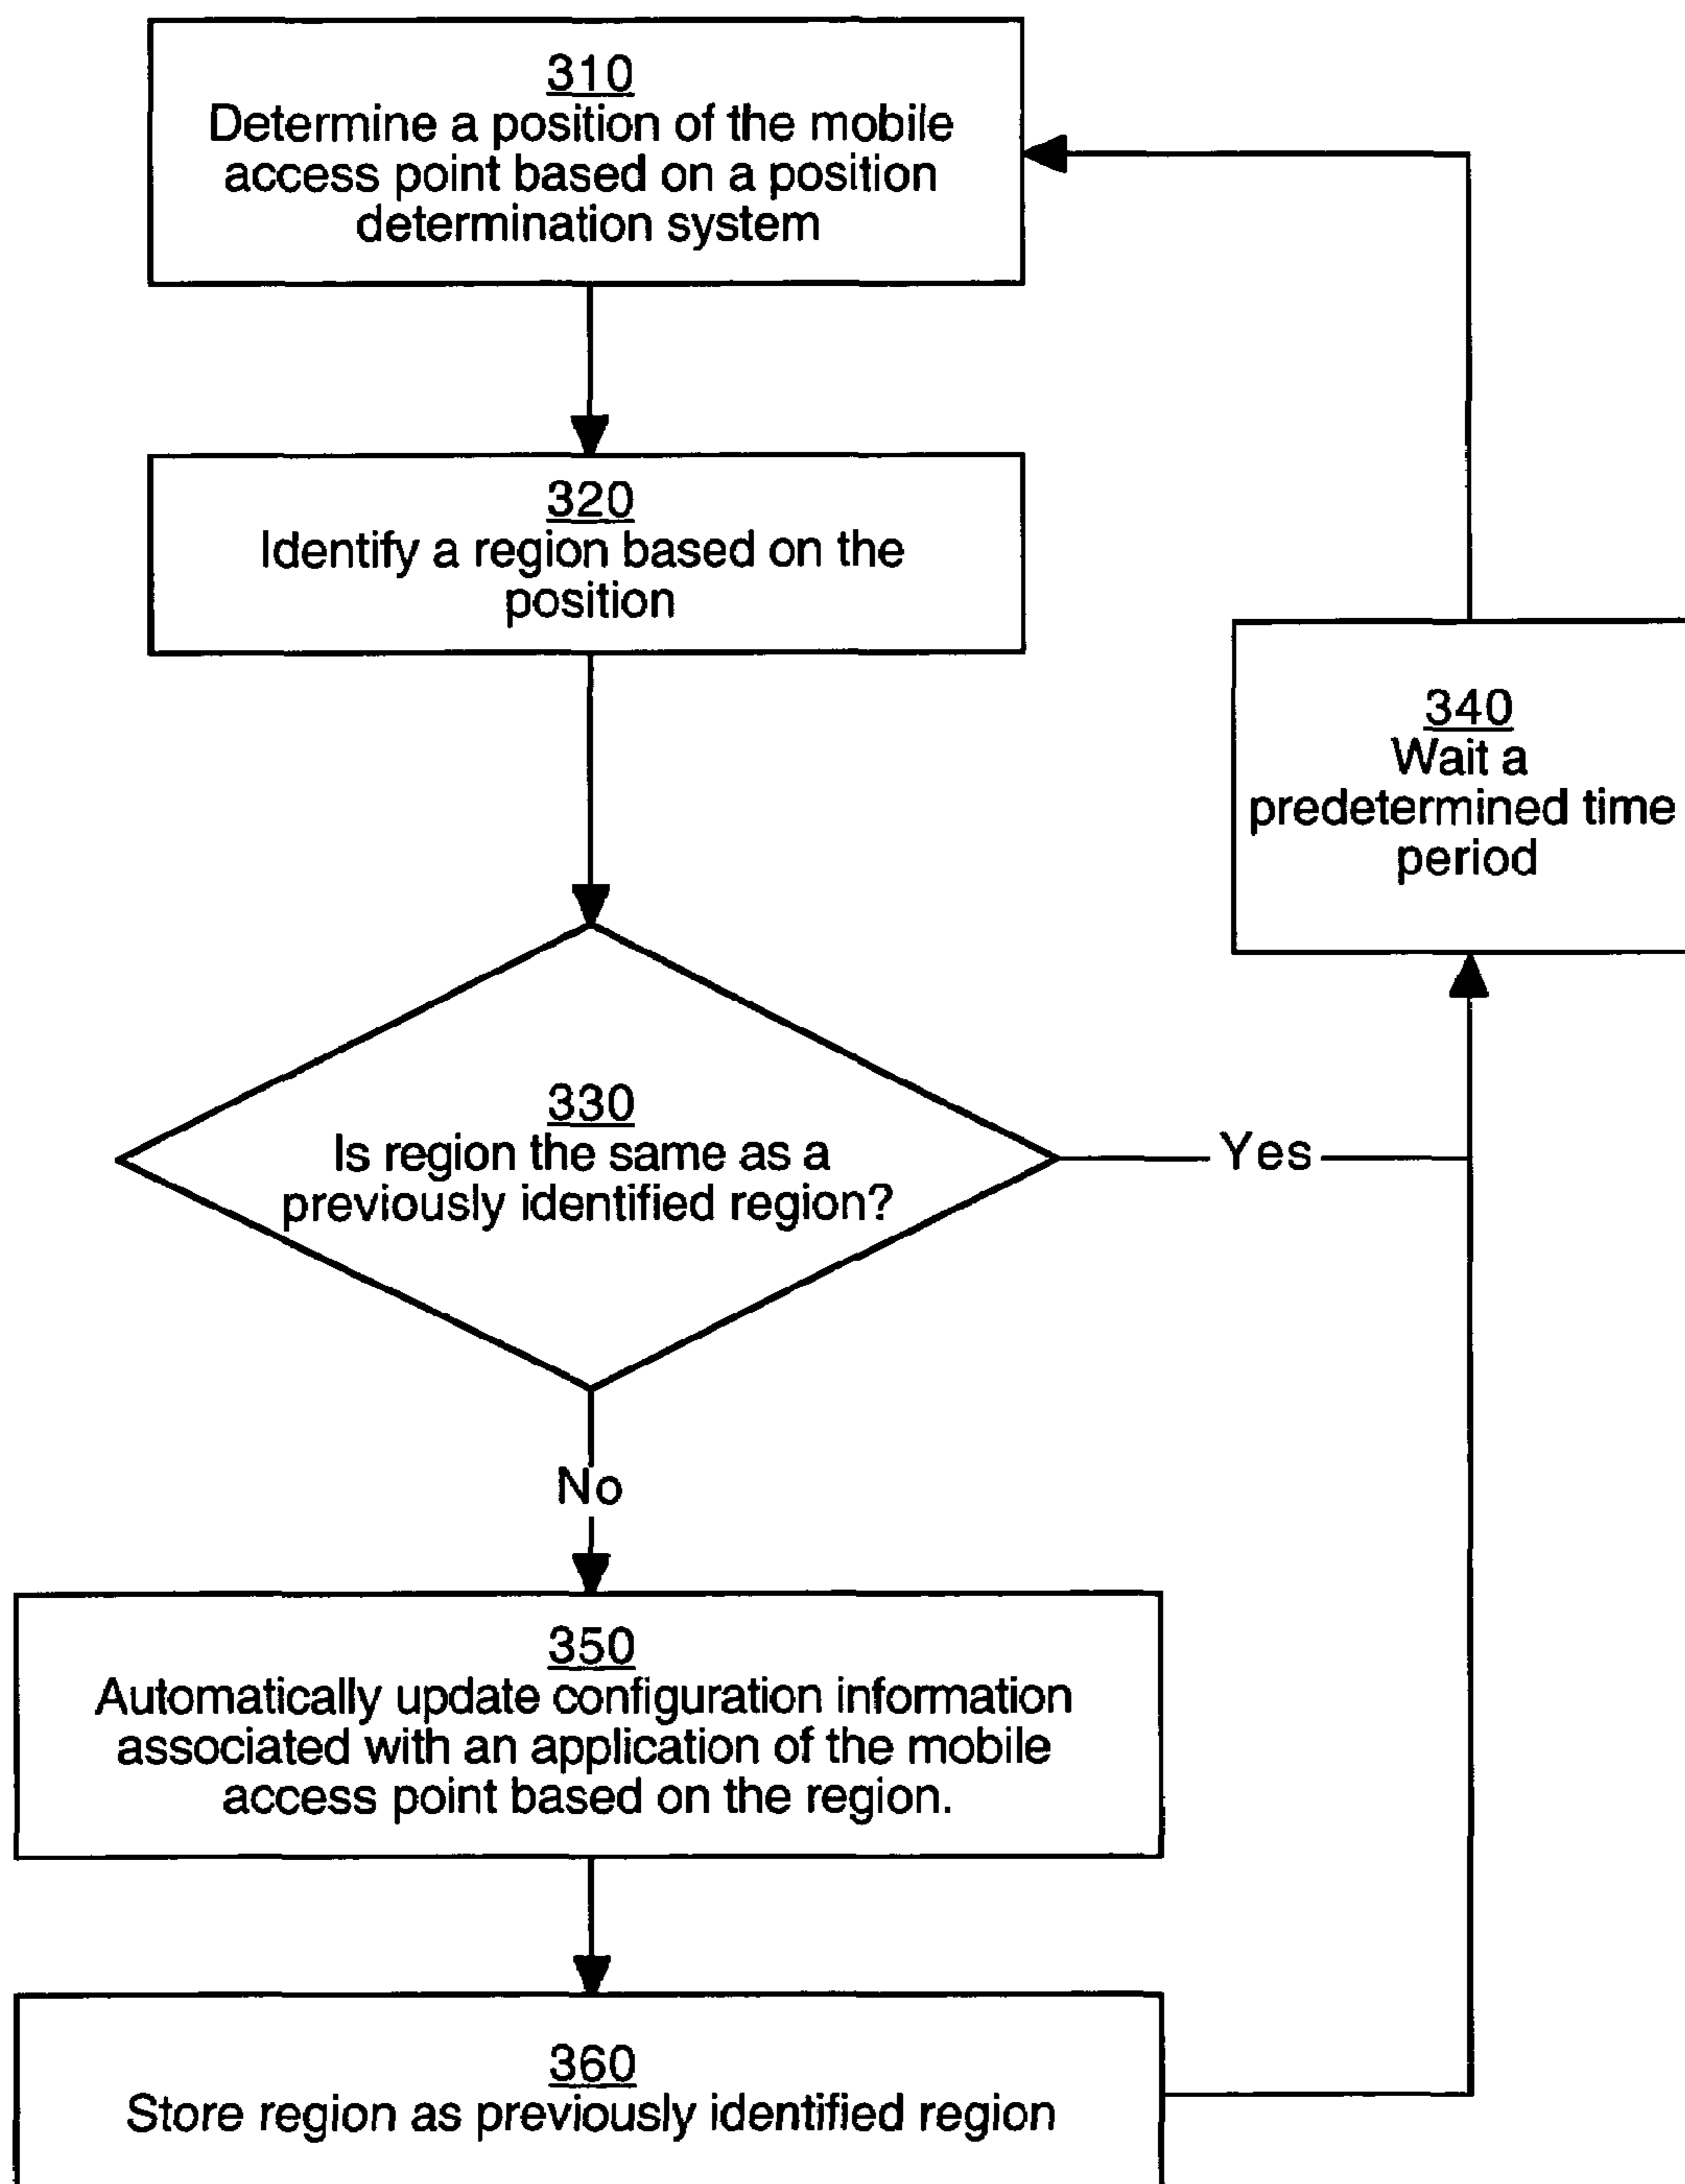 310
Determine a position of the mobile
access point based on a position
determination system
320
Identify a region based on the
position
340
Wait a
predetermined time
period
330
Is region the same as a
previously identified region?
Yes
No
350
Automatically update configuration information
associated with an application of the mobile
access point based on the region.
360
Store region as previously identified region